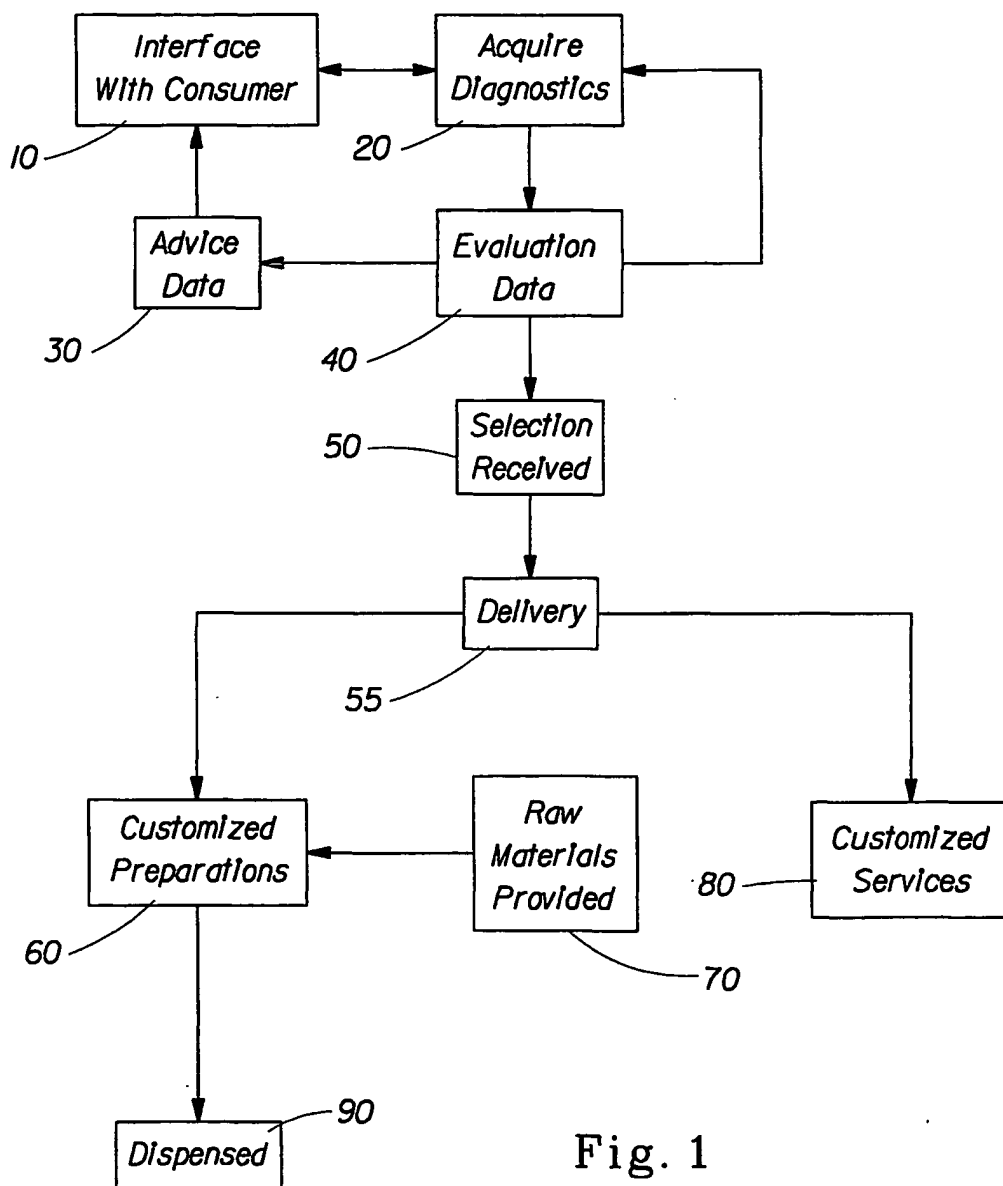 Interface
With Consumer
10
Acquire
Diagnostics
20
Advice
Data
30
Evaluation
Data
40
Selection
Received
50
Delivery
55
Customized
Preparations
60
Raw
Materials
Provided
70
Customized
Services
80
Dispensed
90
Fig. 1